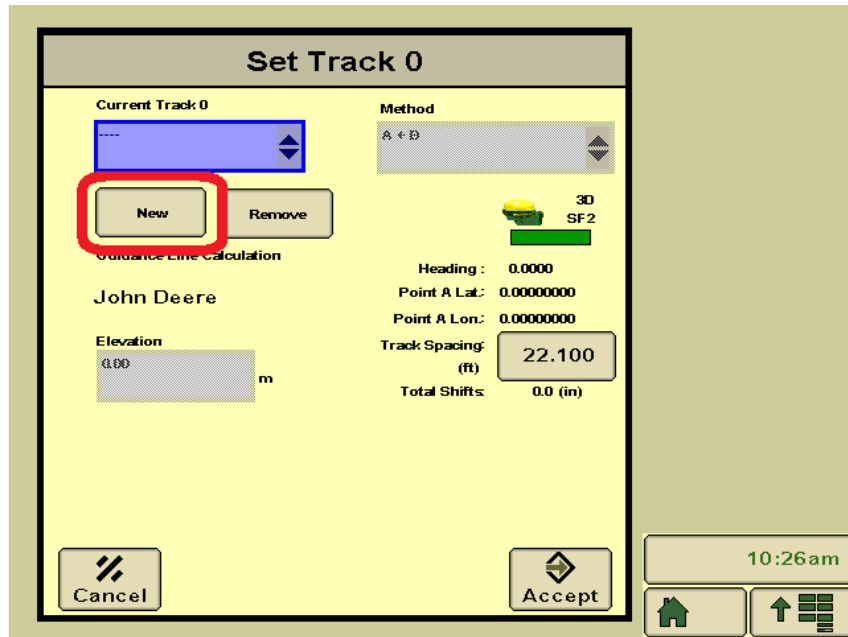 Set Track 0
Current Track 0
Method
----
New
Remove
3D
SF2
Guidance Line Calculation
John Deere
Heading : 0.0000
Point A Lat.: 0.00000000
Point A Lon.: 0.00000000
Elevation
0.00
m
Track Spacing:
(ft)
22.100
Total Shifts: 0.0 (in)
Cancel
Accept
10:26am